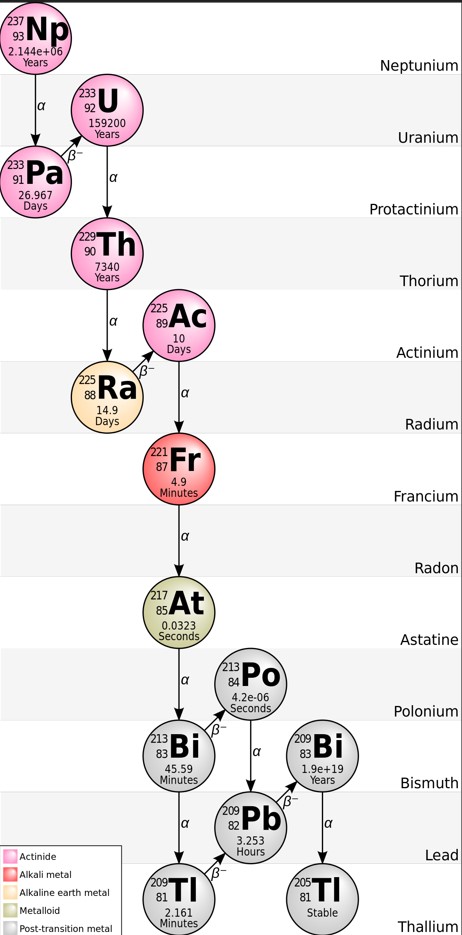 237
93
Np
2.144e+06
Years
Neptunium
α
233
92
U
159200
Years
Uranium
β⁻
233
91
Pa
26.967
Days
α
Protactinium
229
90
Th
7340
Years
Thorium
α
225
89
Ac
10
Days
Actinium
β⁻
225
88
Ra
14.9
Days
α
Radium
221
87
Fr
4.9
Minutes
Francium
α
Radon
217
85
At
0.0323
Seconds
Astatine
α
213
84
Po
4.2e-06
Seconds
Polonium
β⁻
213
83
Bi
45.59
Minutes
α
209
83
Bi
1.9e+19
Years
Bismuth
β⁻
α
209
82
Pb
3.253
Hours
α
Lead
β⁻
209
81
Tl
2.161
Minutes
205
81
Tl
Stable
Thallium
Actinide
Alkali metal
Alkaline earth metal
Metalloid
Post-transition metal